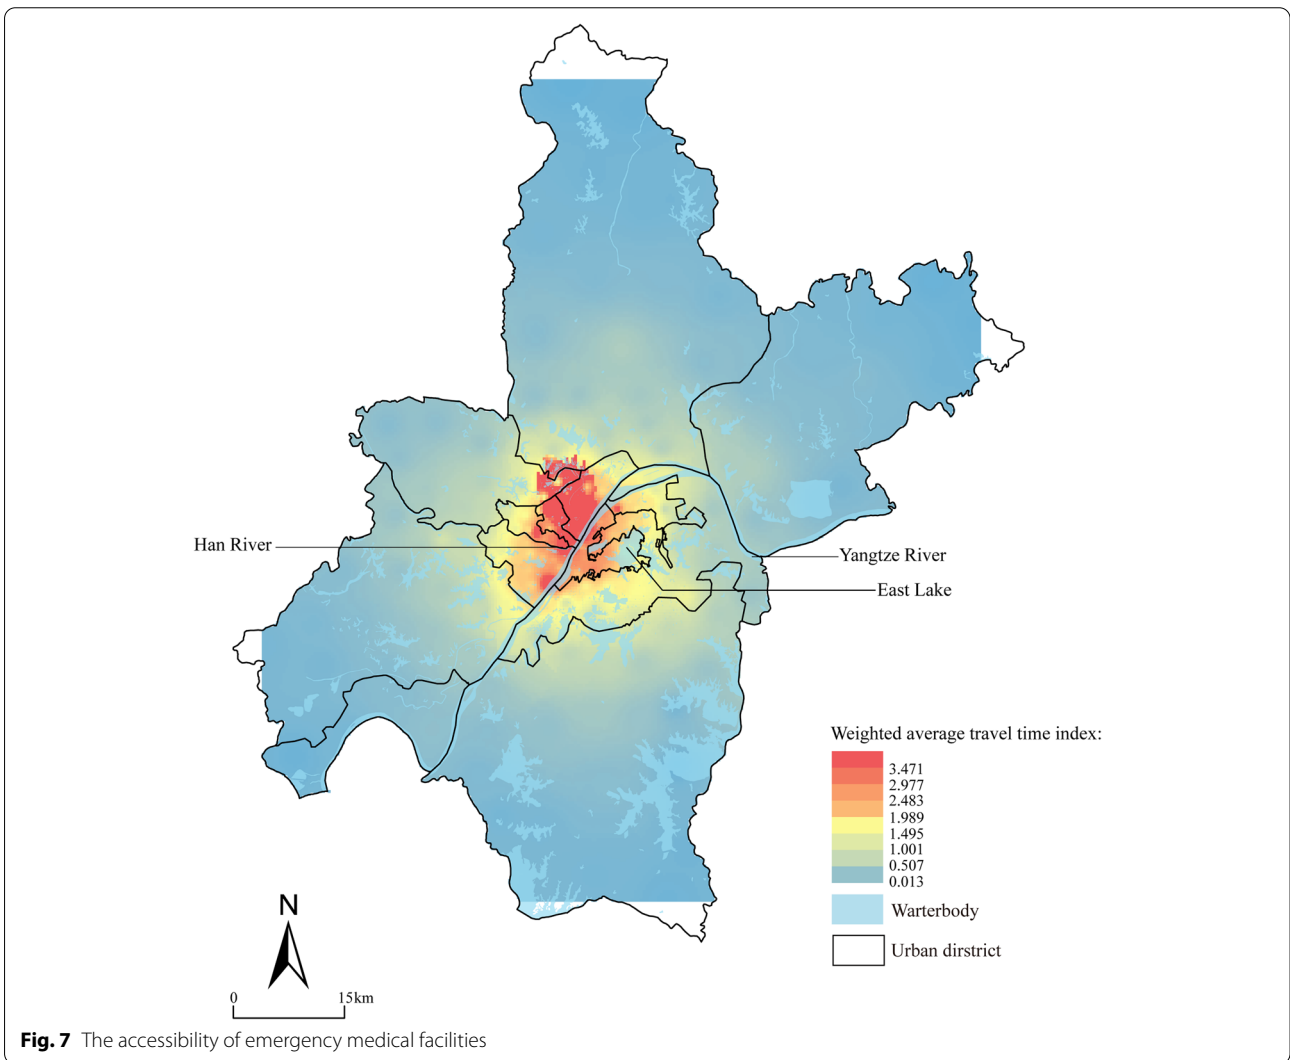 Han River
Yangtze River
East Lake
Weighted average travel time index:
3.471
2.977
2.483
1.989
1.495
1.001
0.507
0.013
Warterbody
Urban dirstrict
N
0 15km
Fig. 7 The accessibility of emergency medical facilities